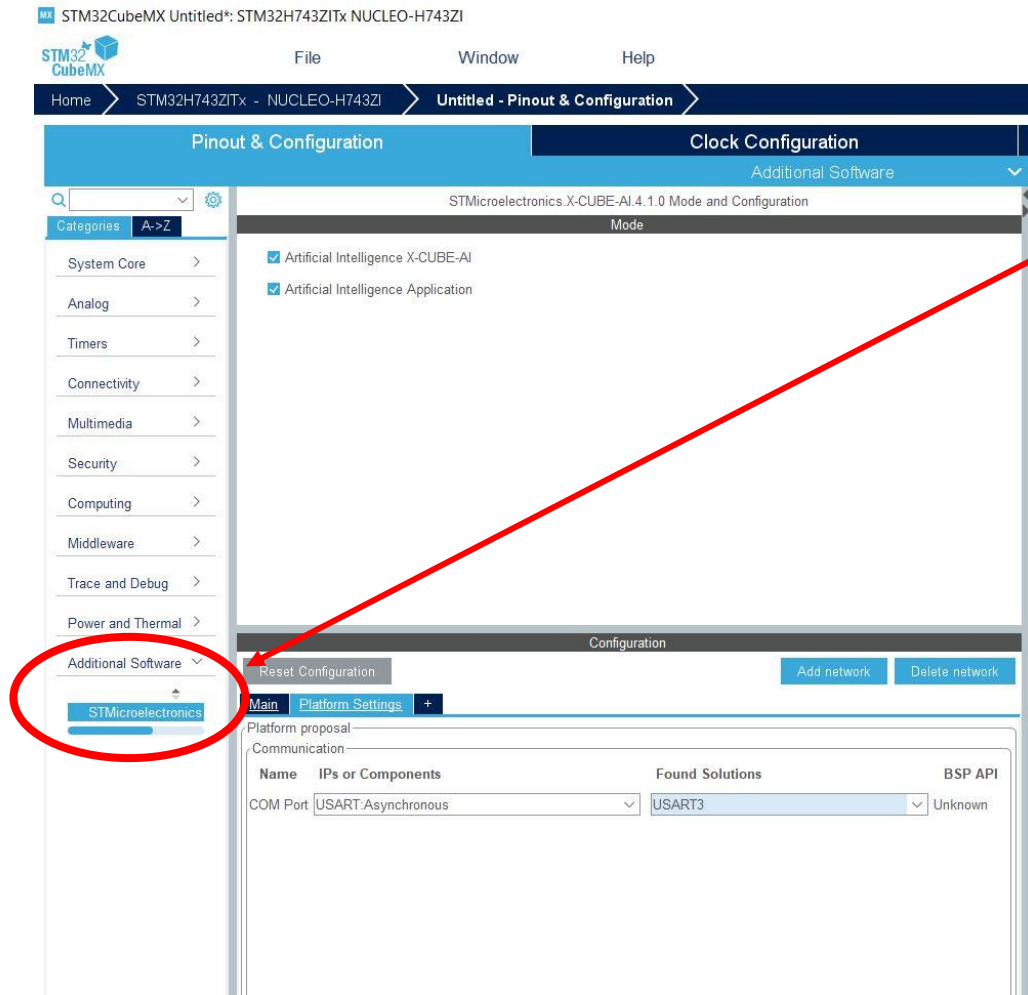 MX STM32CubeMX Untitled*: STM32H743ZITx NUCLEO-H743ZI
STM32 CubeMX
File Window Help
Home STM32H743ZITx - NUCLEO-H743ZI Untitled - Pinout & Configuration
Pinout & Configuration Clock Configuration
Additional Software
STMicroelectronics.X-CUBE-AI.4.1.0 Mode and Configuration
Categories A->Z
Mode
System Core
Artificial Intelligence X-CUBE-AI
Artificial Intelligence Application
Analog
Timers
Connectivity
Multimedia
Security
Computing
Middleware
Trace and Debug
Power and Thermal
Additional Software
STMicroelectronics
Configuration
Reset Configuration Add network Delete network
Main Platform Settings +
Platform proposal
Communication
Name IPs or Components Found Solutions BSP API
COM Port USART:Asynchronous USART3 Unknown